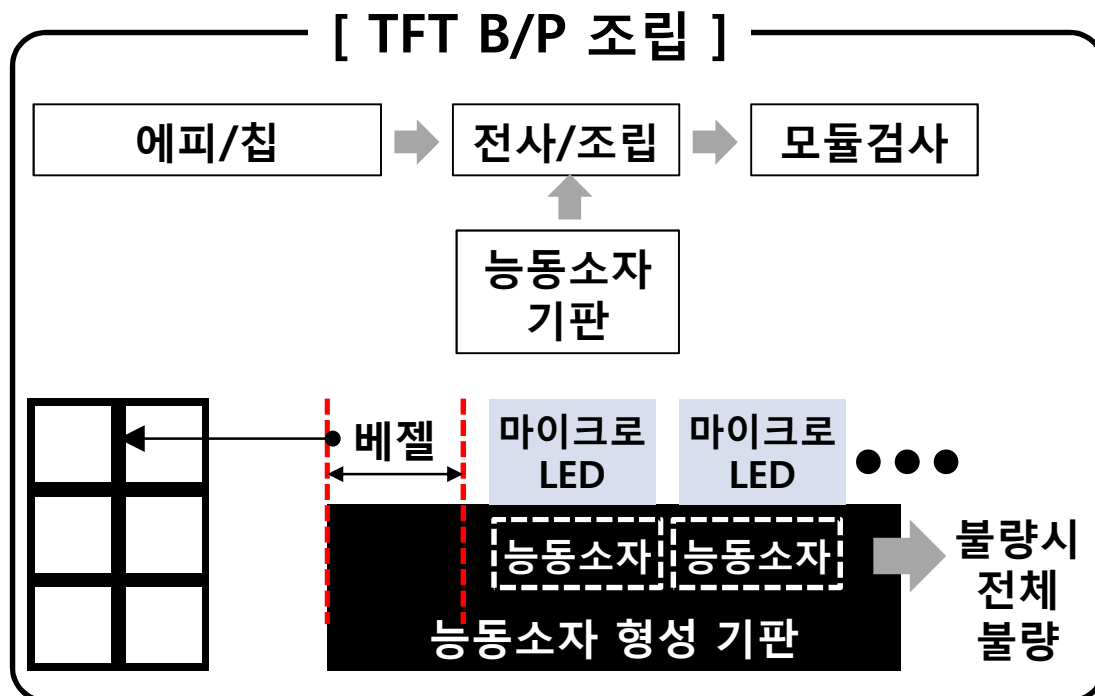 [ TFT B/P 조립 ]
에피/칩
전사/조립
모듈검사
능동소자
기판
베젤
마이크로
LED
마이크로
LED
능동소자
능동소자
능동소자 형성 기판
불량시
전체
불량